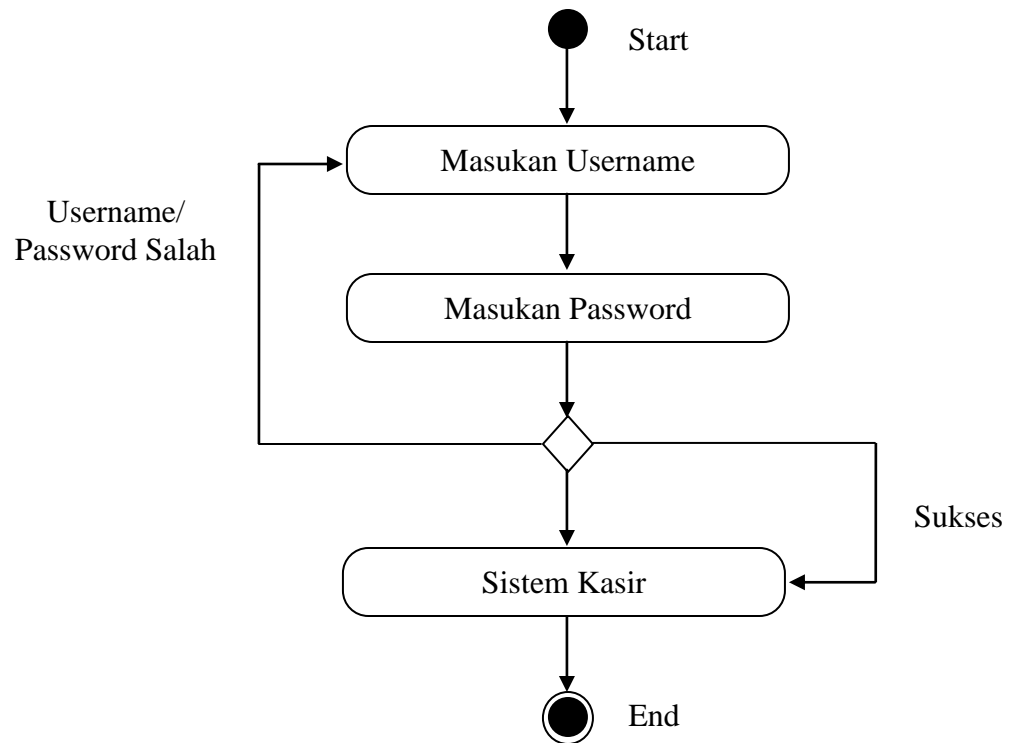 Start
Masukan Username
Username/
Password Salah
Masukan Password
Sukses
Sistem Kasir
End